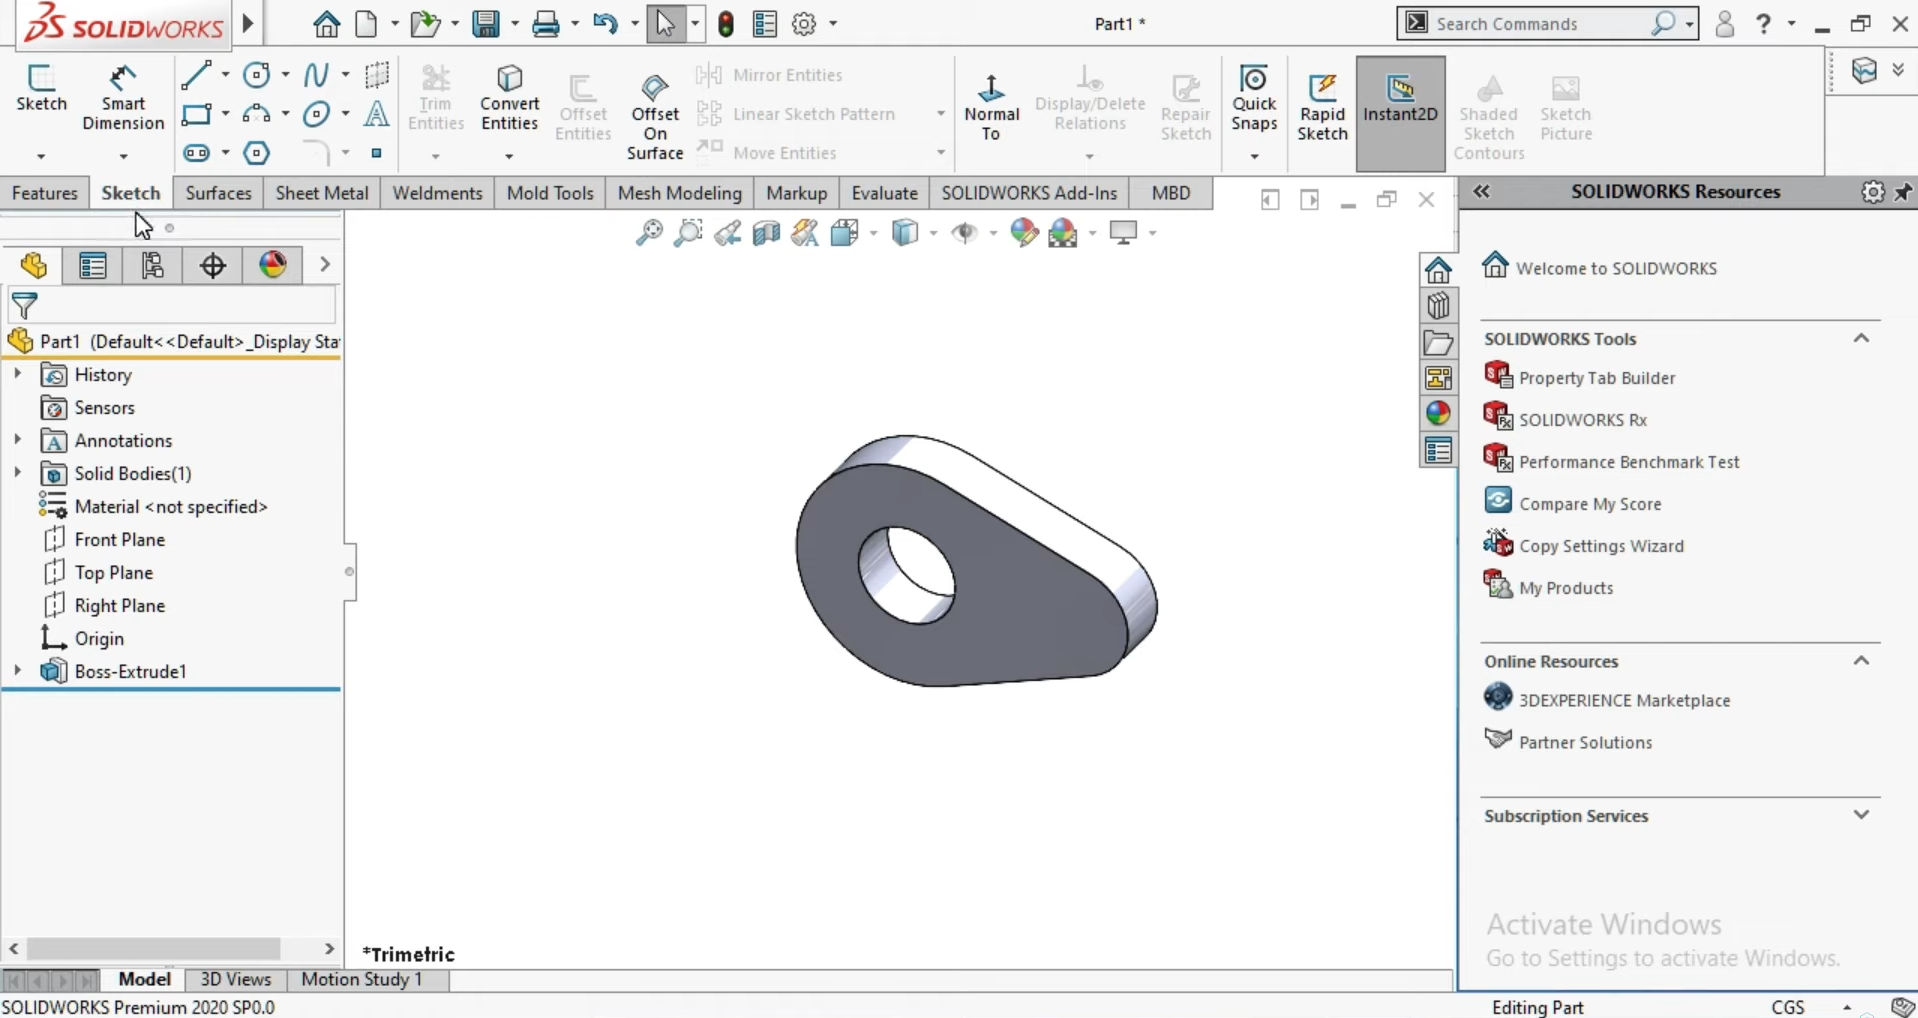 SOLIDWORKS
Part1 *
Search Commands
Sketch
Smart
Dimension
Trim
Entities
Convert
Entities
Offset
Entities
Offset
On
Surface
Mirror Entities
Linear Sketch Pattern
Move Entities
Normal
To
Display/Delete
Relations
Repair
Sketch
Quick
Snaps
Rapid
Sketch
Instant2D
Shaded
Sketch
Contours
Sketch
Picture
Features
Sketch
Surfaces
Sheet Metal
Weldments
Mold Tools
Mesh Modeling
Markup
Evaluate
SOLIDWORKS Add-Ins
MBD
SOLIDWORKS Resources
Part1 (Default<<Default>_Display Sta
History
Sensors
Annotations
Solid Bodies(1)
Material <not specified>
Front Plane
Top Plane
Right Plane
Origin
Boss-Extrude1
*Trimetric
Welcome to SOLIDWORKS
SOLIDWORKS Tools
Property Tab Builder
SOLIDWORKS Rx
Performance Benchmark Test
Compare My Score
Copy Settings Wizard
My Products
Online Resources
3DEXPERIENCE Marketplace
Partner Solutions
Subscription Services
Activate Windows
Go to Settings to activate Windows.
Model
3D Views
Motion Study 1
SOLIDWORKS Premium 2020 SP0.0
Editing Part
CGS